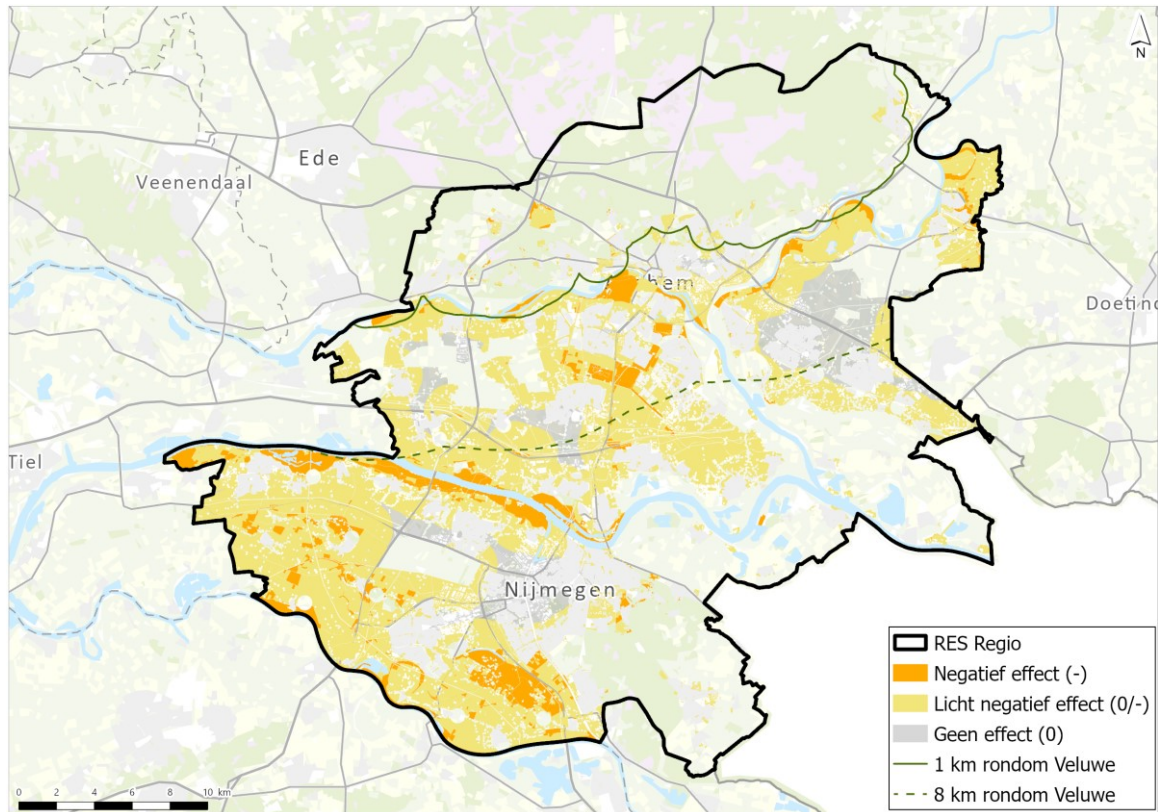 N
Ede
Veenendaal
hem
Doetinc
Tiel
Nijmegen
RES Regio
Negatief effect (-)
Licht negatief effect (0/-)
Geen effect (0)
1 km rondom Veluwe
8 km rondom Veluwe
0 2 4 6 8 10 km